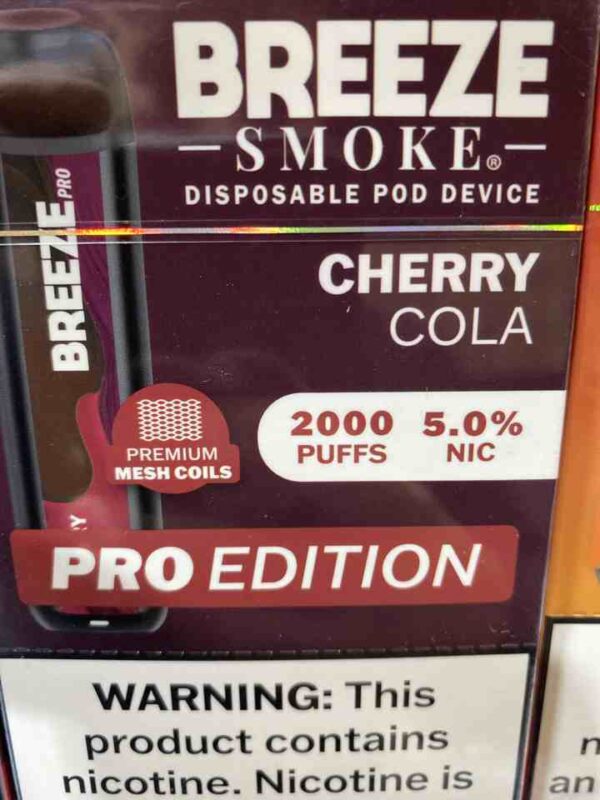 BREEZE
SMOKE®
DISPOSABLE POD DEVICE
BREEZE PRO
CHERRY
COLA
PREMIUM
MESH COILS
2000 5.0%
PUFFS NIC
Y
PRO EDITION
WARNING: This
product contains
nicotine. Nicotine is
an